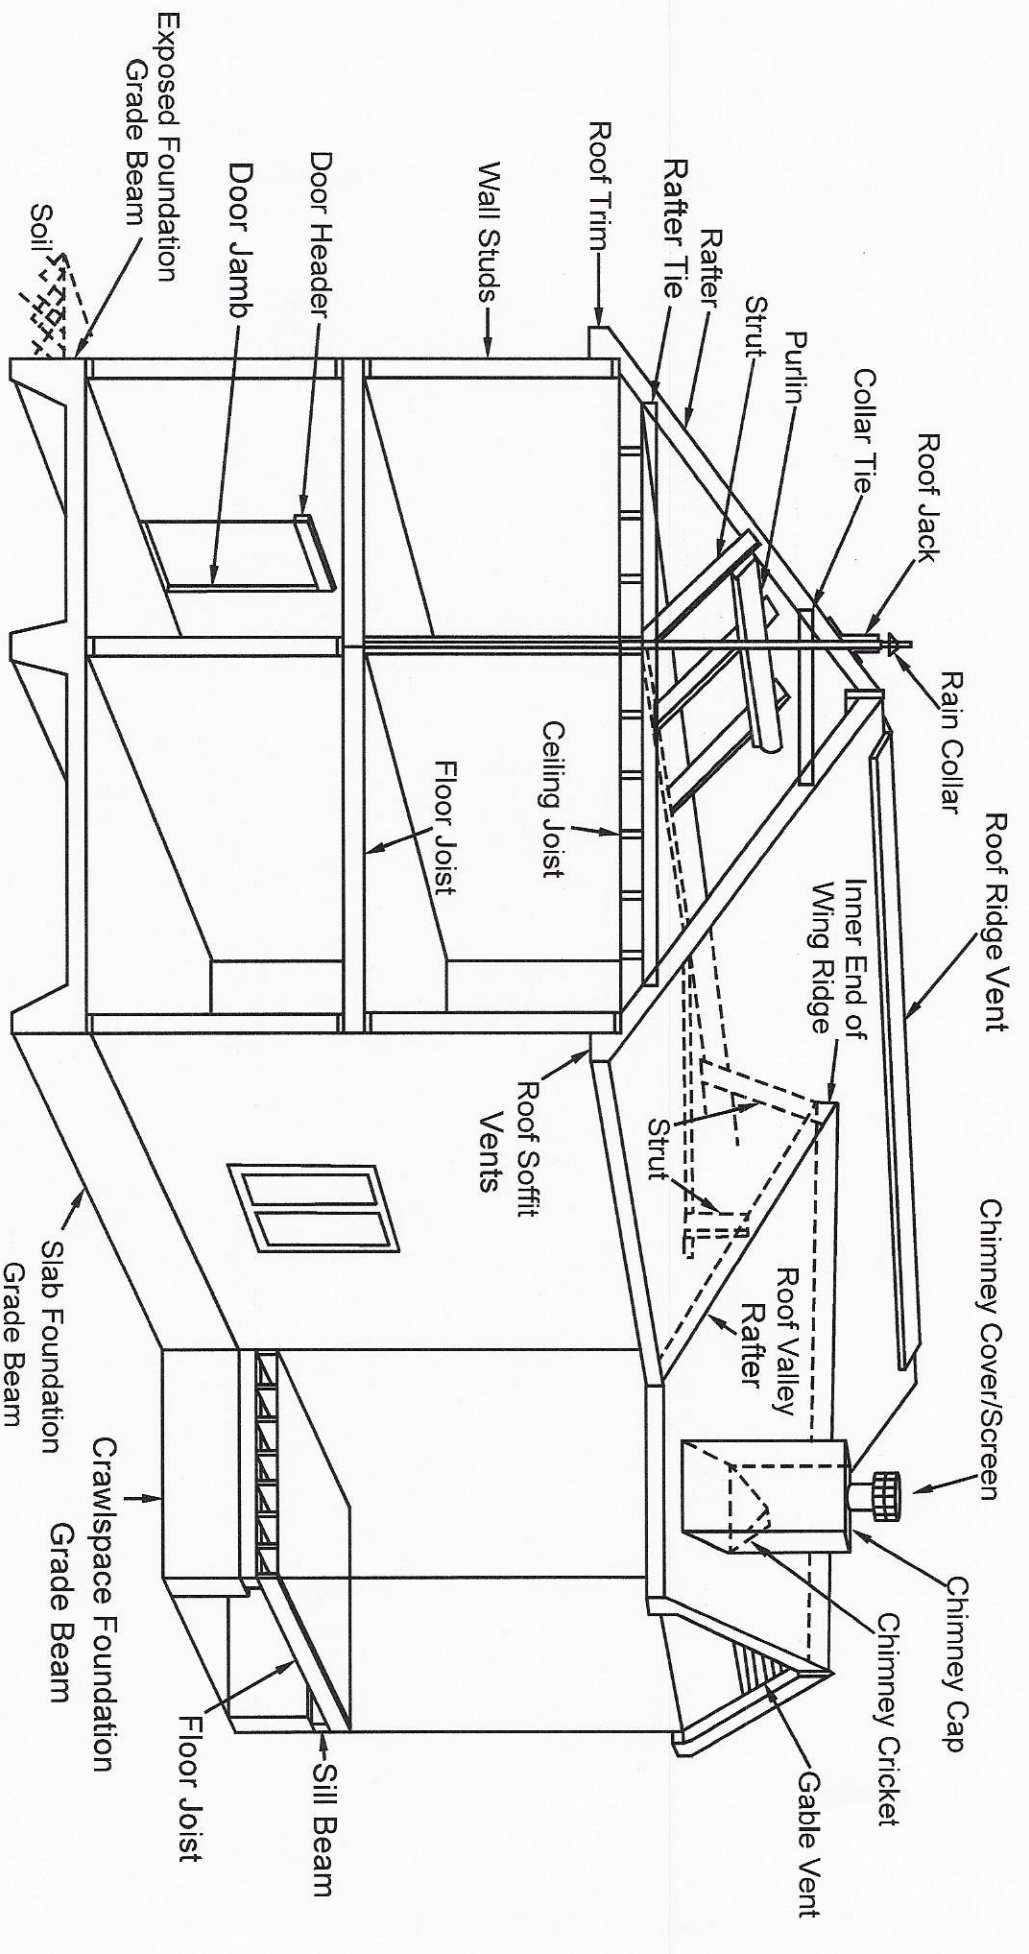 Roof Ridge Vent
Chimney Cover/Screen
Rain Collar
Roof Jack
Collar Tie
Purlin
Strut
Rafter
Rafter Tie
Roof Trim
Inner End of
Wing Ridge
Chimney Cap
Chimney Cricket
Gable Vent
Roof Valley
Rafter
Strut
Ceiling Joist
Roof Soffit
Vents
Wall Studs
Floor Joist
Door Header
Door Jamb
Exposed Foundation
Grade Beam
Soil
Sill Beam
Floor Joist
Slab Foundation
Grade Beam
Crawlspace Foundation
Grade Beam